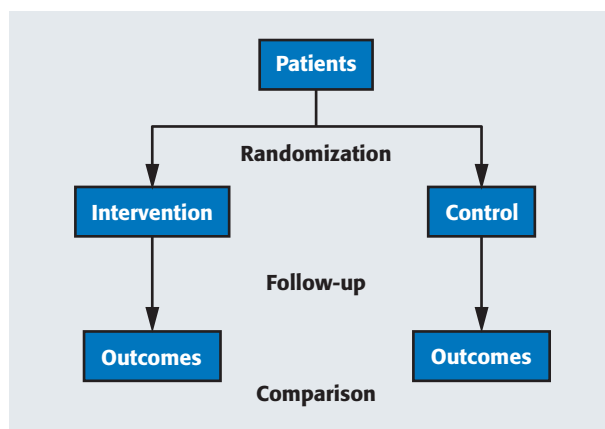 Patients
Randomization
Intervention
Control
Follow-up
Outcomes
Outcomes
Comparison